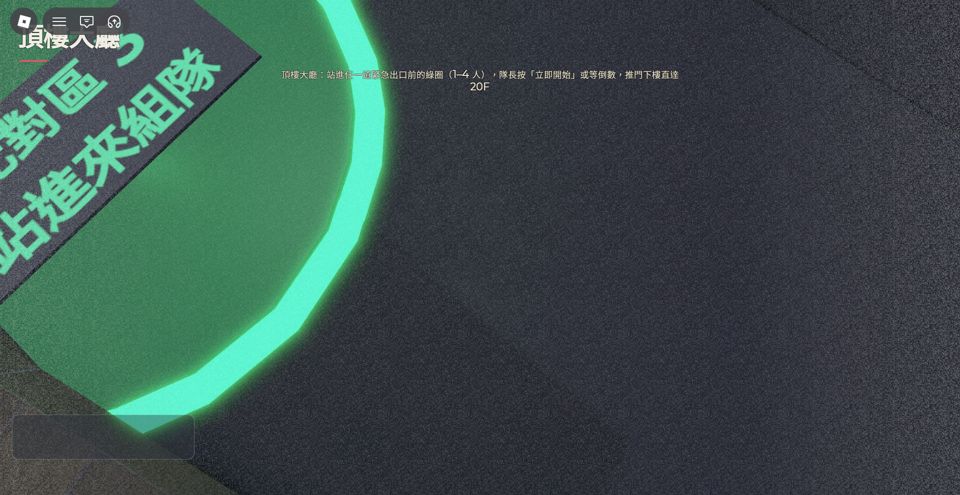 頂樓大廳
頂樓大廳：站進任一座緊急出口前的綠圈（1–4 人），隊長按「立即開始」或等倒數，推門下樓直達
20F
配對區 3
站進來組隊